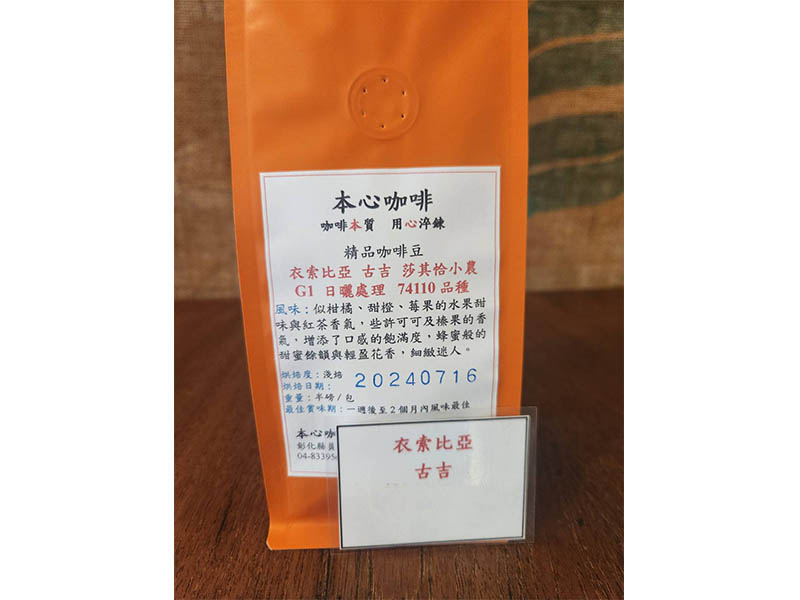 本心咖啡
咖啡本質 用心淬鍊
精品咖啡豆
衣索比亞 古吉 莎其恰小農
G1 日曬處理 74110 品種
風味：似柑橘、甜橙、莓果的水果甜
味與紅茶香氣，些許可可及榛果的香
氣，增添了口感的飽滿度，蜂蜜般的
甜蜜餘韻與輕盈花香，細緻迷人。
烘焙度：淺焙
烘焙日期： 20240716
重量：半磅/包
最佳賞味期：一週後至2個月內風味最佳
本心咖
彰化縣員
04-83395
衣索比亞
古吉